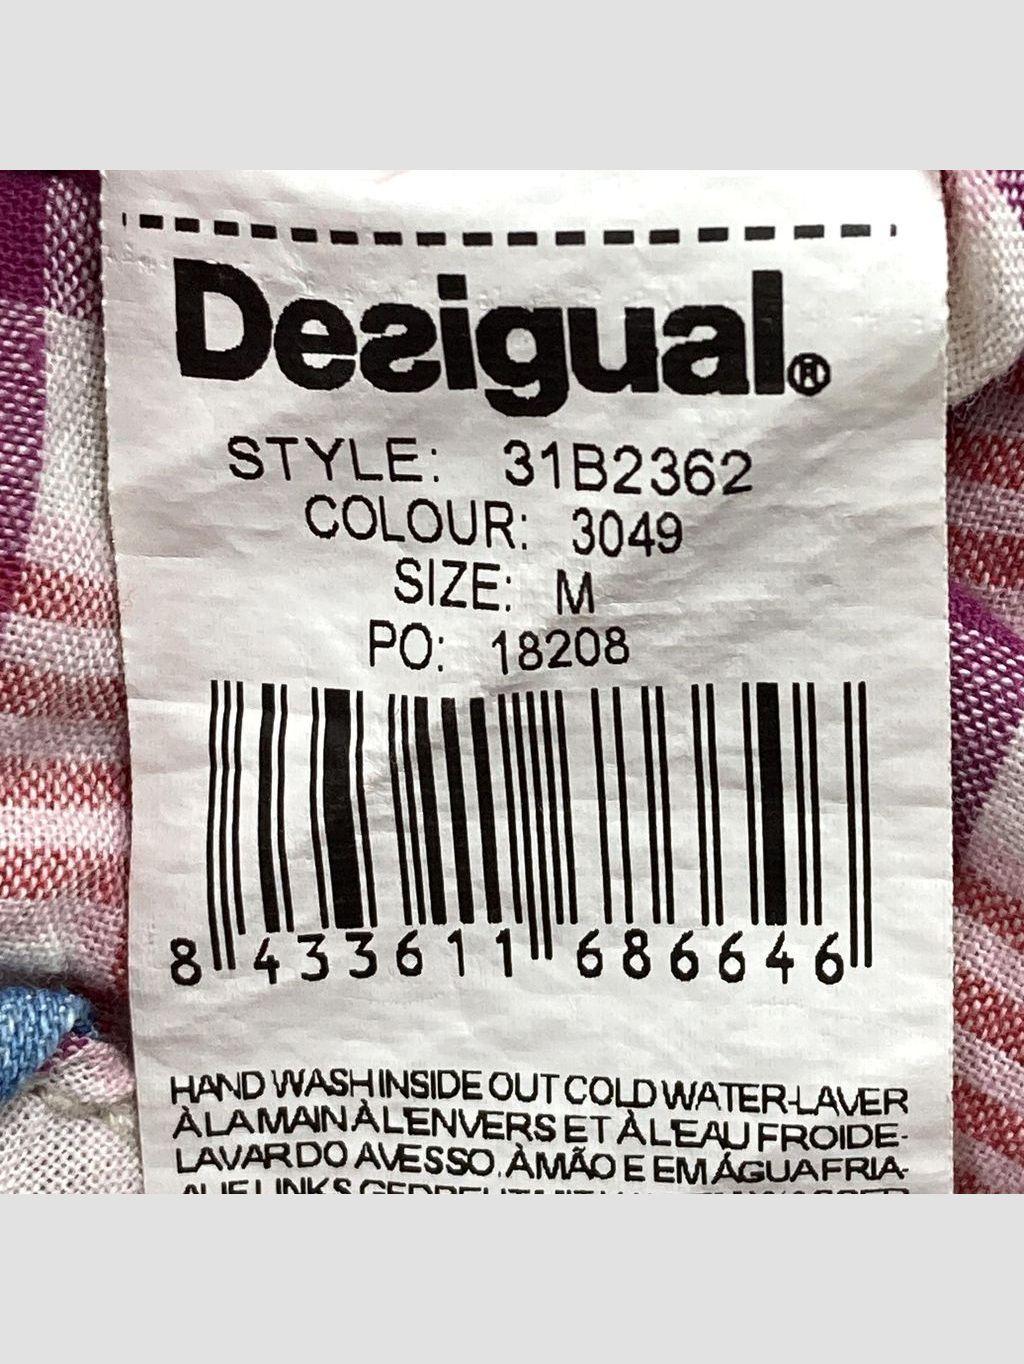 Desigual®
STYLE: 31B2362
COLOUR: 3049
SIZE: M
PO: 18208
8 433611 686646
HAND WASH INSIDE OUT COLD WATER-LAVER
À LA MAIN À L'ENVERS ET À L'EAU FROIDE-
LAVAR DO AVESSO, À MÃO E EM ÁGUA FRIA-